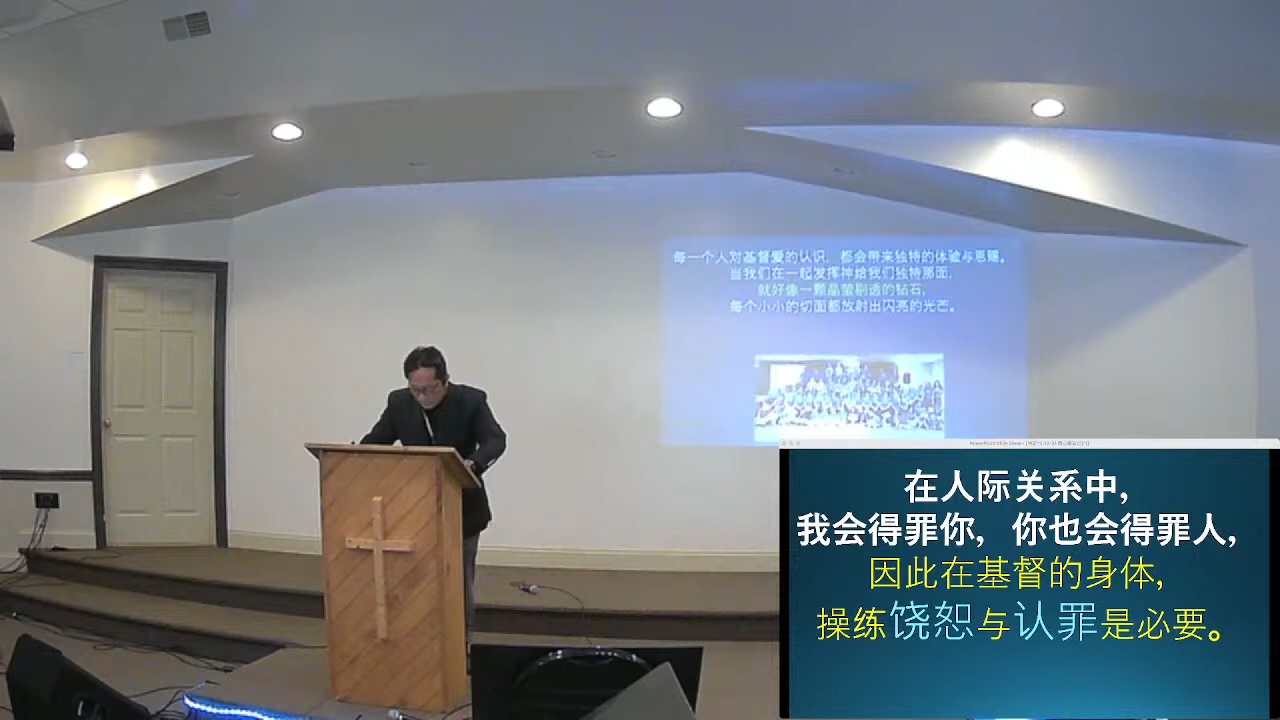 每一个人对基督爱的认识，都会带来独特的体验与恩赐。
当我们在一起发挥神给我们独特那面，
就好像一颗晶莹剔透的钻石，
每个小小的切面都放射出闪亮的光芒。
在人际关系中，
我会得罪你，你也会得罪人，
因此在基督的身体，
操练饶恕与认罪是必要。